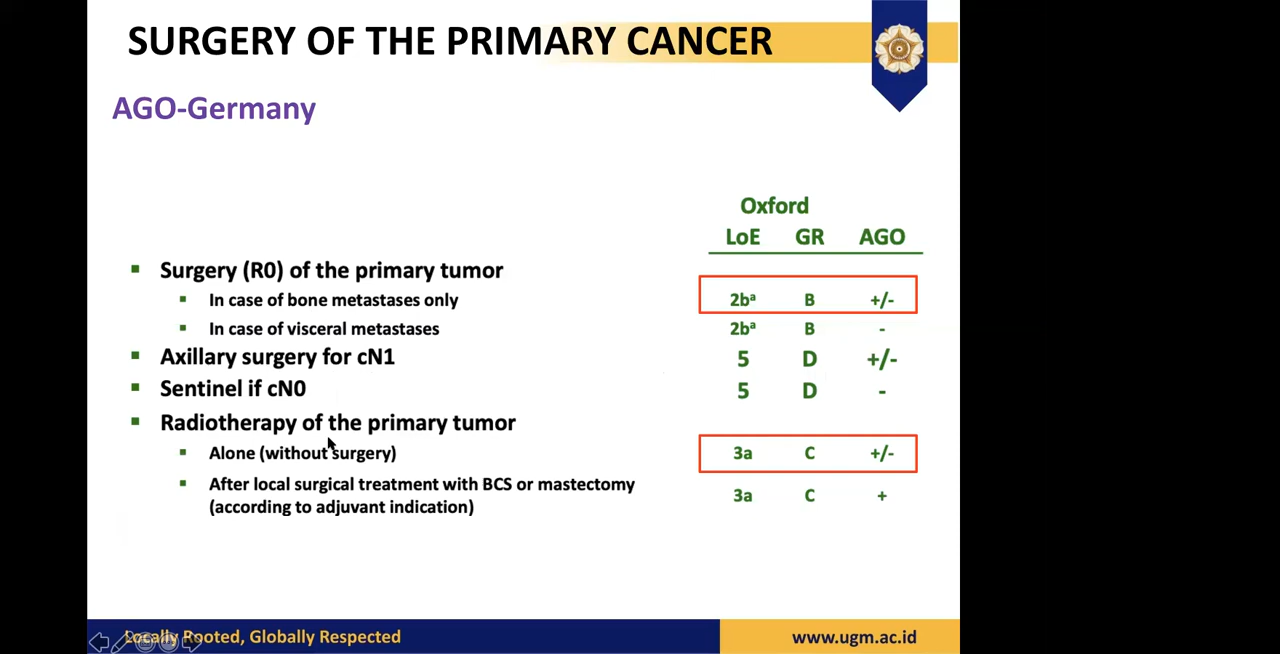 SURGERY OF THE PRIMARY CANCER
AGO-Germany
Oxford
LoE GR AGO
Surgery (R0) of the primary tumor
In case of bone metastases only 2bª B +/-
In case of visceral metastases 2bª B -
Axillary surgery for cN1 5 D +/-
Sentinel if cN0 5 D -
Radiotherapy of the primary tumor
Alone (without surgery) 3a C +/-
After local surgical treatment with BCS or mastectomy
(according to adjuvant indication) 3a C +
Locally Rooted, Globally Respected
www.ugm.ac.id